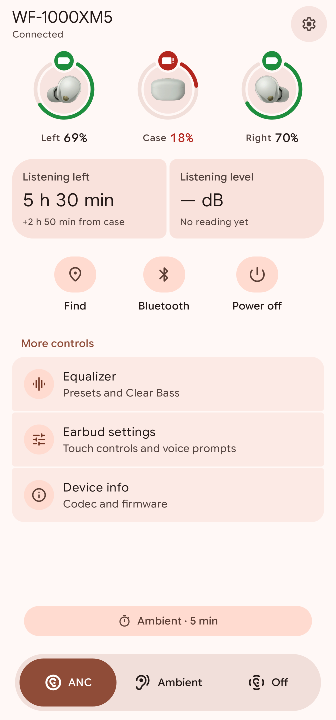 WF-1000XM5
Connected
Left 69%
Case 18%
Right 70%
Listening left
5 h 30 min
+2 h 50 min from case
Listening level
— dB
No reading yet
Find
Bluetooth
Power off
More controls
Equalizer
Presets and Clear Bass
Earbud settings
Touch controls and voice prompts
Device info
Codec and firmware
Ambient · 5 min
ANC
Ambient
Off